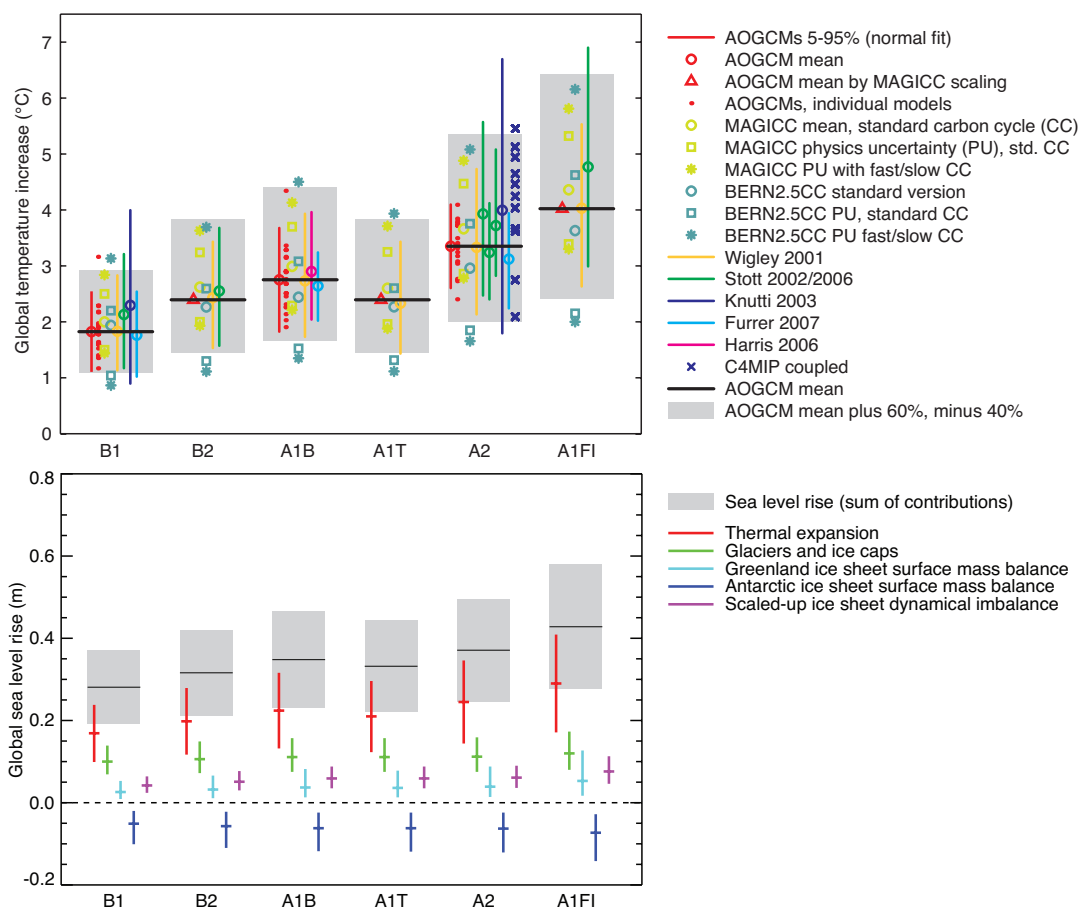 Global temperature increase (°C)
7
6
5
4
3
2
1
0
B1 B2 A1B A1T A2 A1FI
AOGCMs 5-95% (normal fit)
AOGCM mean
AOGCM mean by MAGICC scaling
AOGCMs, individual models
MAGICC mean, standard carbon cycle (CC)
MAGICC physics uncertainty (PU), std. CC
MAGICC PU with fast/slow CC
BERN2.5CC standard version
BERN2.5CC PU, standard CC
BERN2.5CC PU fast/slow CC
Wigley 2001
Stott 2002/2006
Knutti 2003
Furrer 2007
Harris 2006
C4MIP coupled
AOGCM mean
AOGCM mean plus 60%, minus 40%
Global sea level rise (m)
0.8
0.6
0.4
0.2
0.0
-0.2
B1 B2 A1B A1T A2 A1FI
Sea level rise (sum of contributions)
Thermal expansion
Glaciers and ice caps
Greenland ice sheet surface mass balance
Antarctic ice sheet surface mass balance
Scaled-up ice sheet dynamical imbalance